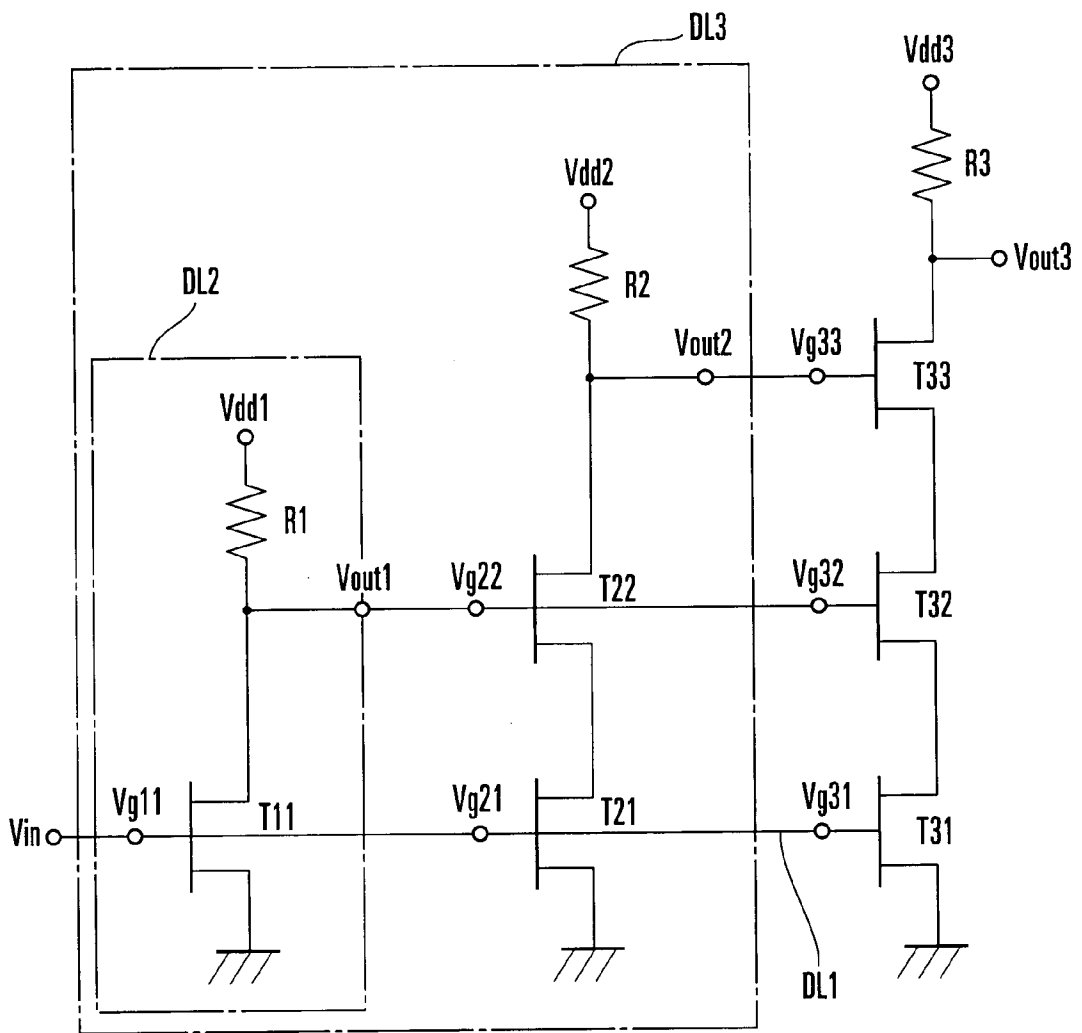 DL3
Vdd3
R3
Vdd2
Vout3
DL2
R2
Vout2
Vg33
T33
Vdd1
R1
Vout1
Vg22
T22
Vg32
T32
Vin
Vg11
T11
Vg21
T21
Vg31
T31
DL1